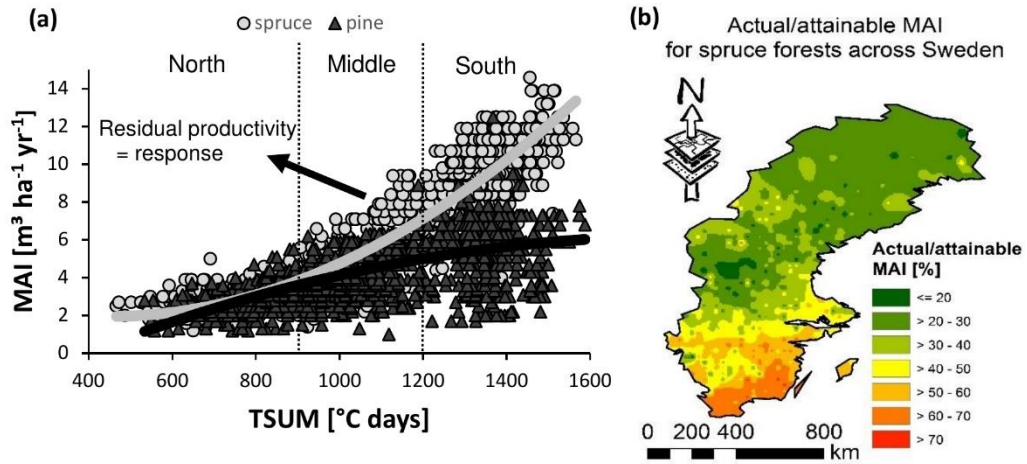 (a)
spruce pine
North Middle South
Residual productivity
= response
MAI [m³ ha⁻¹ yr⁻¹]
14
12
10
8
6
4
2
0
400 600 800 1000 1200 1400 1600
TSUM [°C days]
(b)
Actual/attainable MAI
for spruce forests across Sweden
N
Actual/attainable
MAI [%]
<= 20
> 20 - 30
> 30 - 40
> 40 - 50
> 50 - 60
> 60 - 70
> 70
0 200 400 800
km